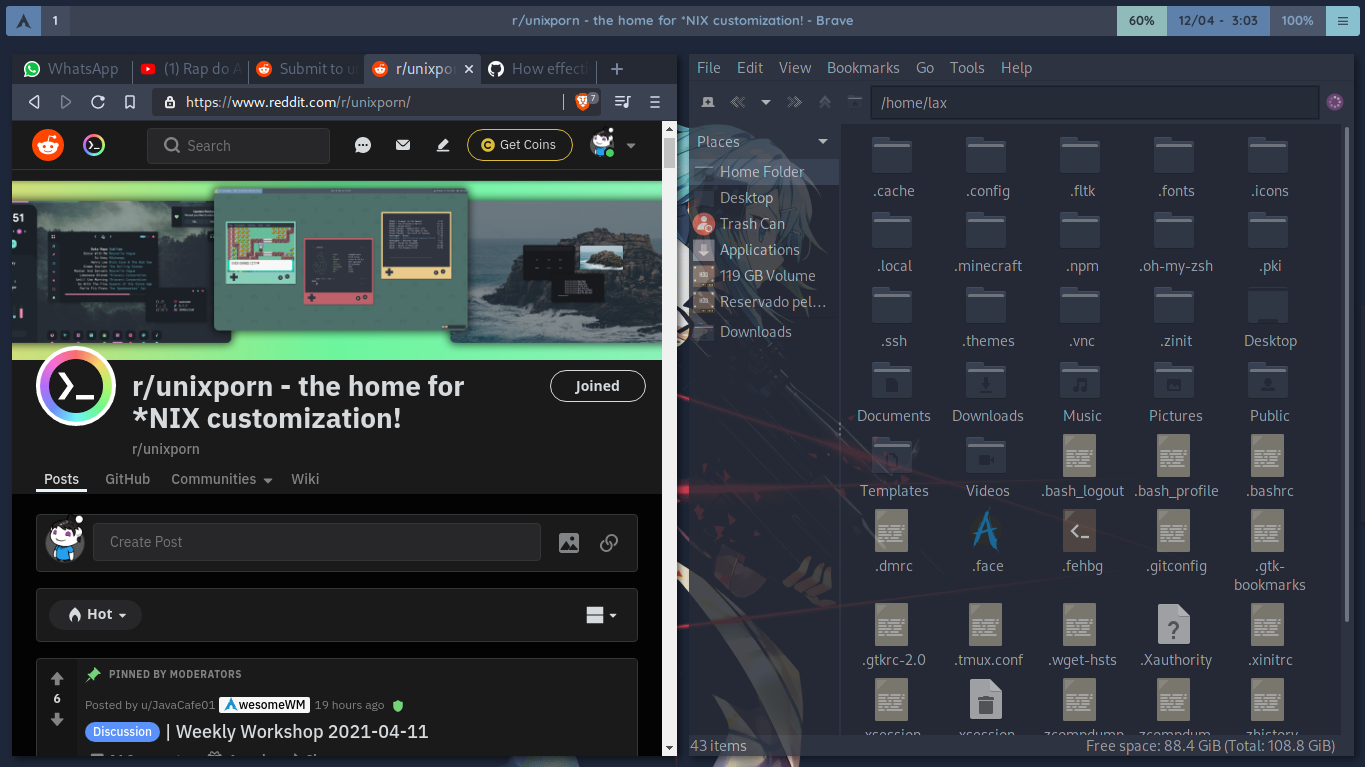 1
r/unixporn - the home for *NIX customization! - Brave
60%
12/04 - 3:03
100%
WhatsApp
(1) Rap do A
Submit to u
r/unixpo
How effecti
https://www.reddit.com/r/unixporn/
7
Search
Get Coins
51
r/unixporn - the home for
*NIX customization!
Joined
r/unixporn
Posts
GitHub
Communities
Wiki
Create Post
Hot
PINNED BY MODERATORS
6
Posted by u/JavaCafe01
wesomeWM
19 hours ago
Discussion
| Weekly Workshop 2021-04-11
File
Edit
View
Bookmarks
Go
Tools
Help
/home/lax
Places
Home Folder
Desktop
Trash Can
Applications
119 GB Volume
Reservado pel...
Downloads
.cache
.config
.fltk
.fonts
.icons
.local
.minecraft
.npm
.oh-my-zsh
.pki
.ssh
.themes
.vnc
.zinit
Desktop
Documents
Downloads
Music
Pictures
Public
Templates
Videos
.bash_logout
.bash_profile
.bashrc
.dmrc
.face
.fehbg
.gitconfig
.gtk-
bookmarks
.gtkrc-2.0
.tmux.conf
.wget-hsts
.Xauthority
.xinitrc
.xsession
.xsession
.zcompdump
.zcompdum
.zhistory
43 items
Free space: 88.4 GiB (Total: 108.8 GiB)